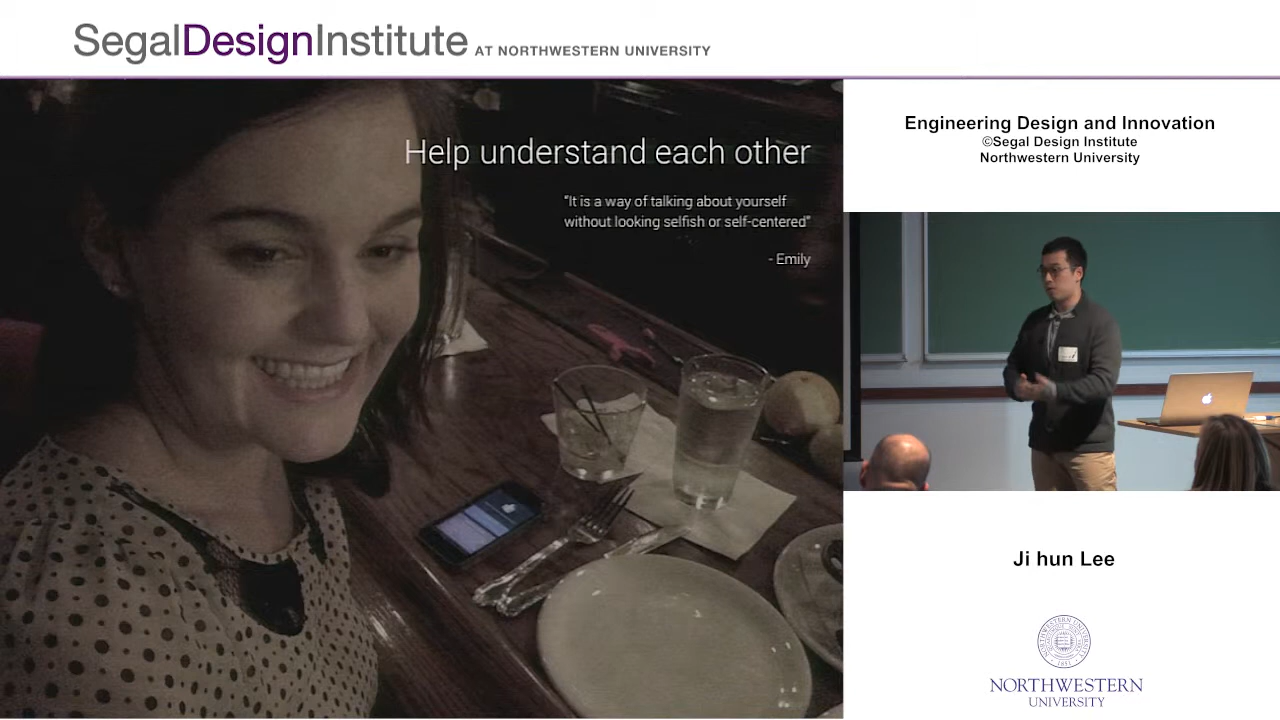 SegalDesignInstitute AT NORTHWESTERN UNIVERSITY
Help understand each other
“It is a way of talking about yourself
without looking selfish or self-centered”
- Emily
Engineering Design and Innovation
©Segal Design Institute
Northwestern University
Ji hun Lee
1851
NORTHWESTERN
UNIVERSITY